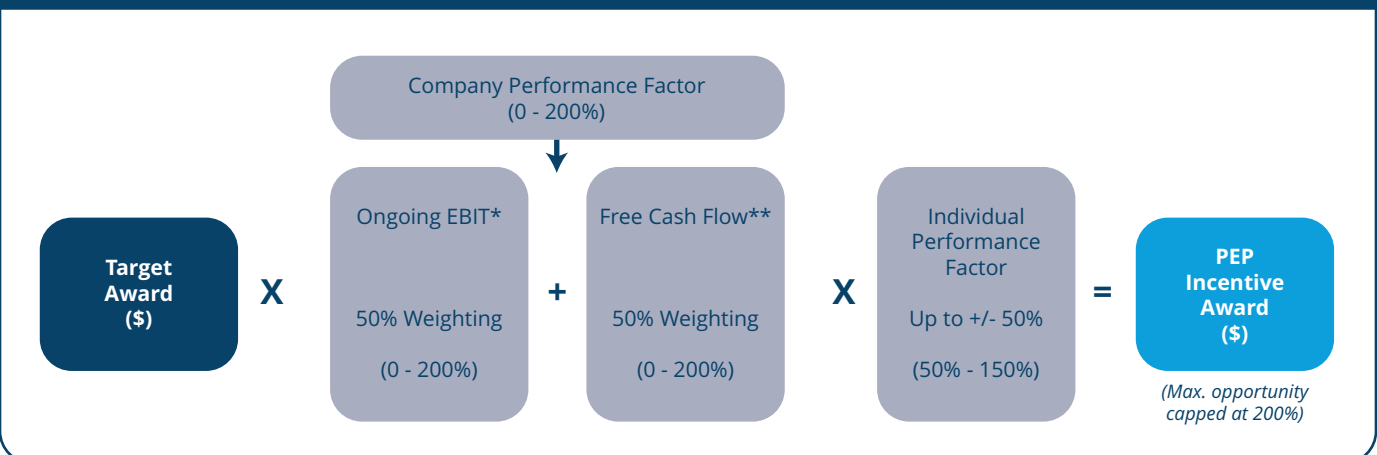 Company Performance Factor
(0 - 200%)
Target
Award
($)
X
Ongoing EBIT*
50% Weighting
(0 - 200%)
+
Free Cash Flow**
50% Weighting
(0 - 200%)
X
Individual
Performance
Factor
Up to +/- 50%
(50% - 150%)
=
PEP
Incentive
Award
($)
(Max. opportunity
capped at 200%)